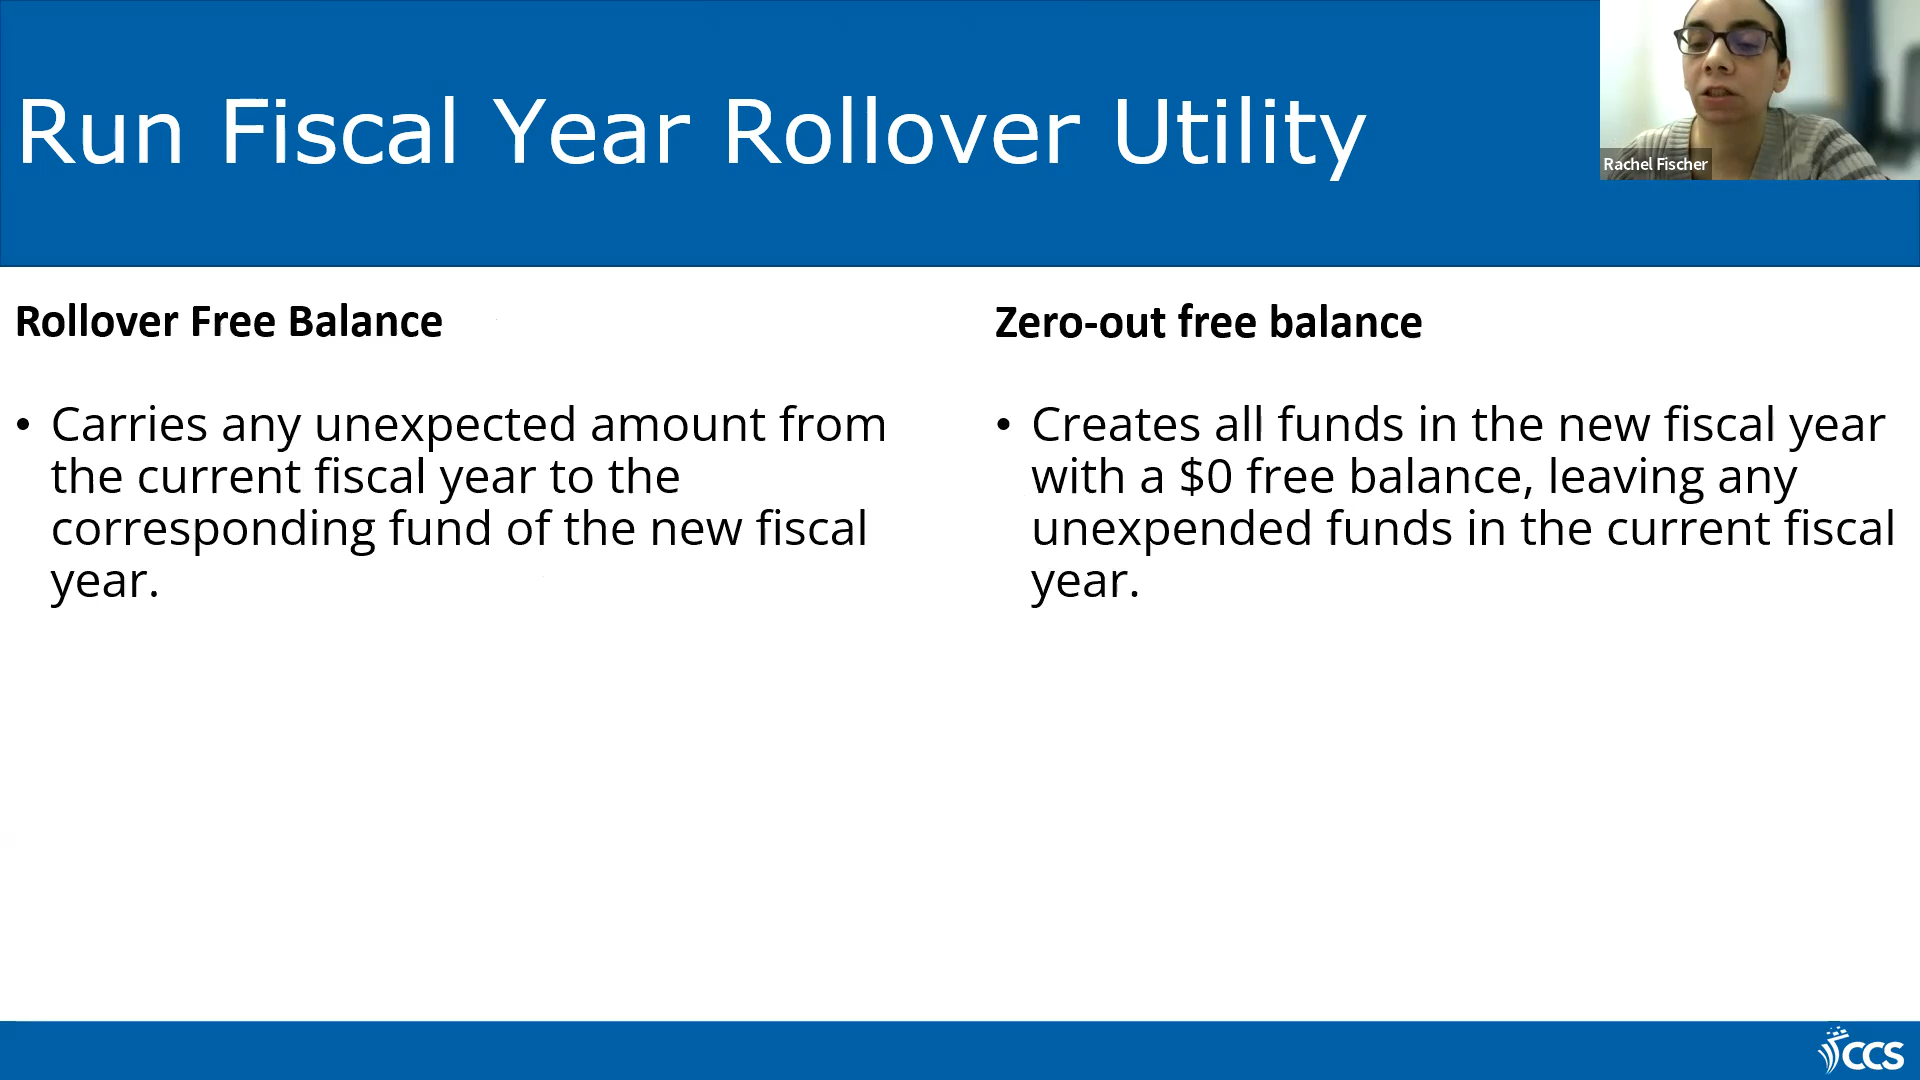 Run Fiscal Year Rollover Utility
Rachel Fischer
Rollover Free Balance
• Carries any unexpected amount from
the current fiscal year to the
corresponding fund of the new fiscal
year.
Zero-out free balance
• Creates all funds in the new fiscal year
with a $0 free balance, leaving any
unexpended funds in the current fiscal
year.
CCS